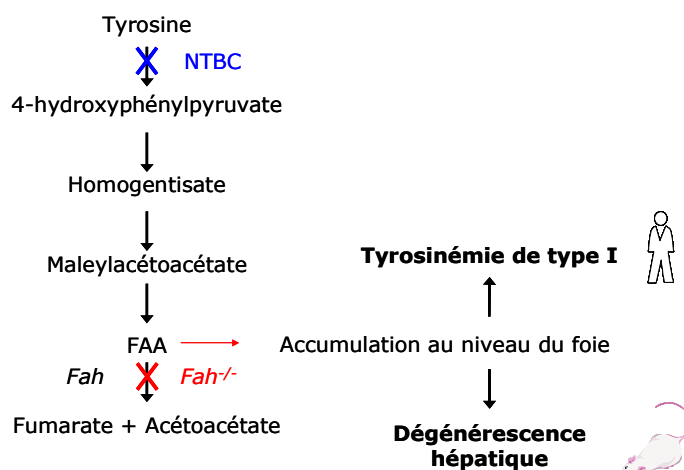 Tyrosine
NTBC
4-hydroxyphénylpyruvate
Homogentisate
Maleylacétoacétate
Tyrosinémie de type I
FAA
Accumulation au niveau du foie
Fah
Fah-/-
Fumarate + Acétoacétate
Dégénérescence
hépatique